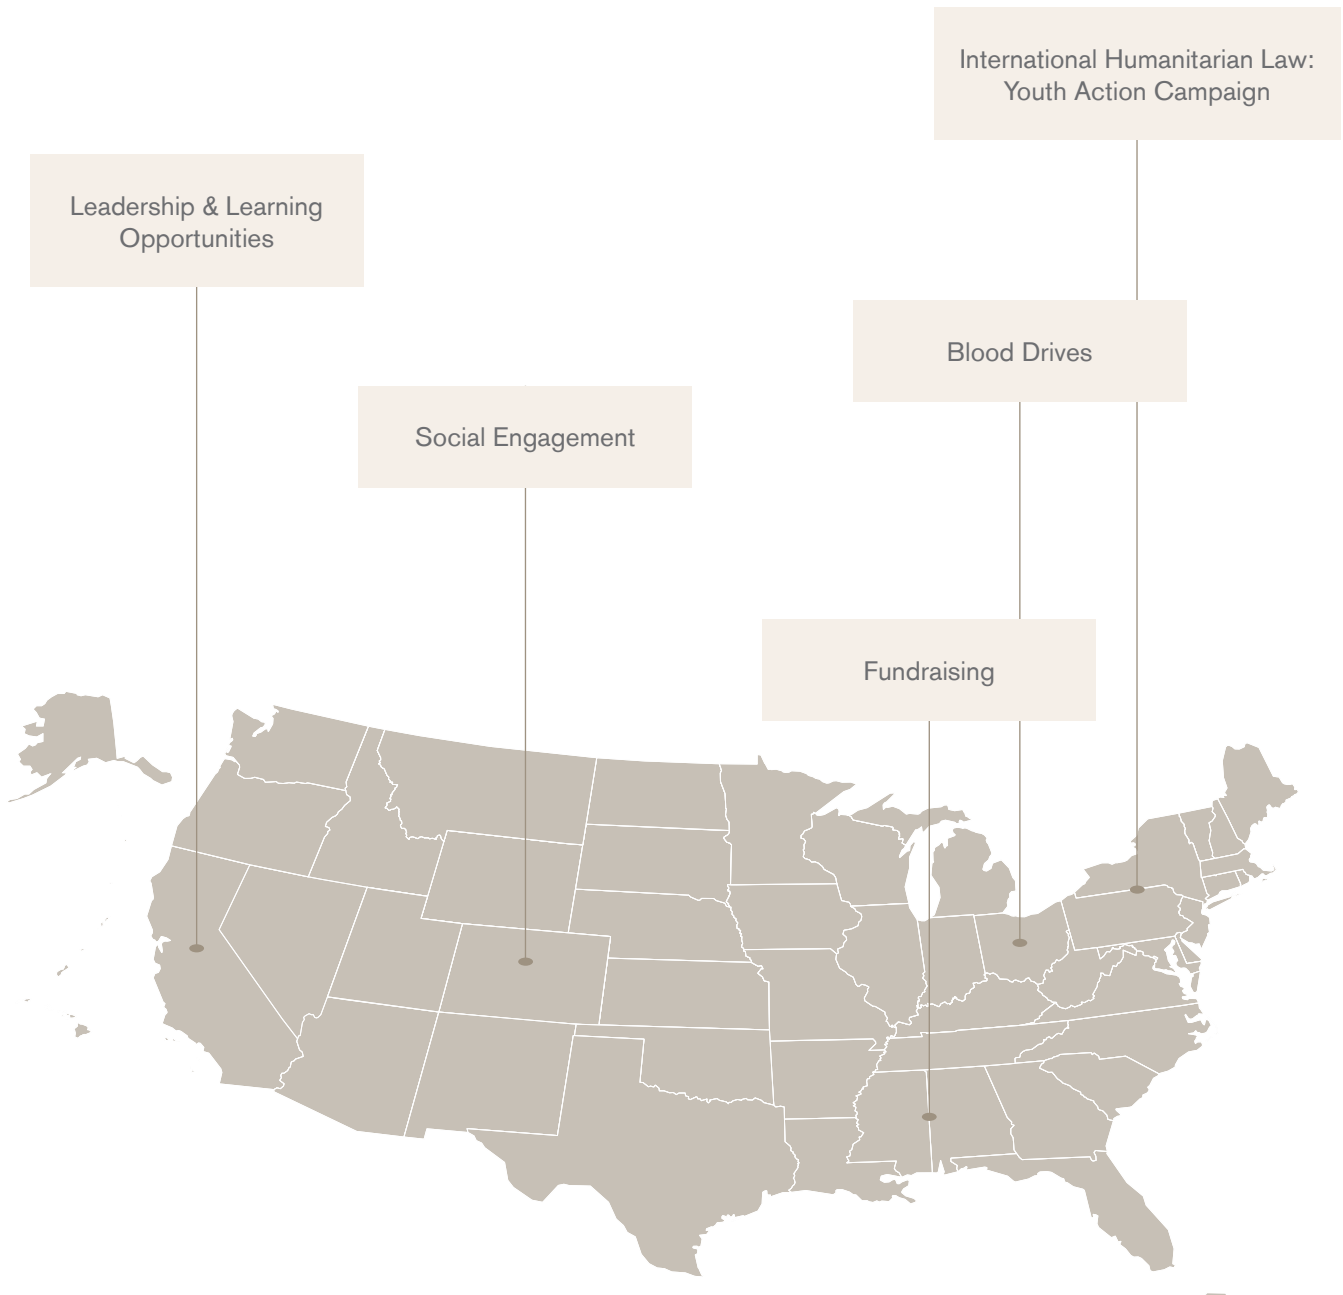 International Humanitarian Law:
Youth Action Campaign
Leadership & Learning
Opportunities
Blood Drives
Social Engagement
Fundraising